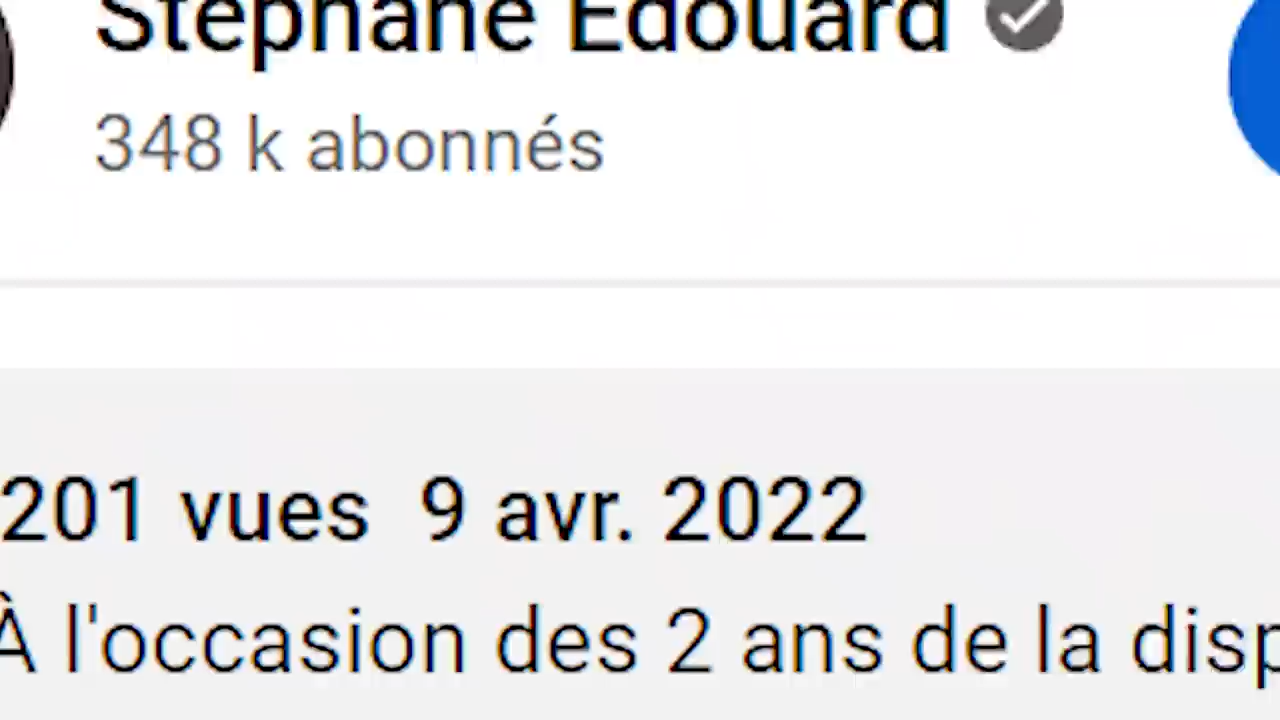 Stéphane Edouard
348 k abonnés
201 vues 9 avr. 2022
À l'occasion des 2 ans de la disp